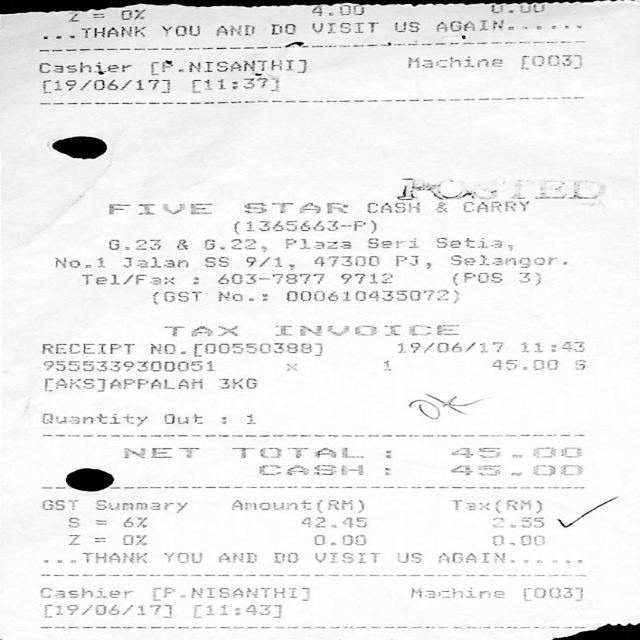 Z = 0% 4.00 0.00
...THANK YOU AND DO VISIT US AGAIN......
Cashier [P.NISANTHI] Machine [003]
[19/06/17] [11:37]
POSTED
FIVE STAR CASH & CARRY
(1365663-P)
G.23 & G.22, Plaza Seri Setia,
No.1 Jalan SS 9/1, 47300 PJ, Selangor.
Tel/Fax : 603-7877 9712 (POS 3)
(GST No.: 000610435072)
TAX INVOICE
RECEIPT NO.[00550388] 19/06/17 11:43
9555339300051 x 1 45.00 S
[AKS]APPALAM 3KG
OK
Quantity Out : 1
NET TOTAL : 45.00
CASH : 45.00
GST Summary Amount(RM) Tax(RM)
S = 6% 42.45 2.55
Z = 0% 0.00 0.00
...THANK YOU AND DO VISIT US AGAIN.......
Cashier [P.NISANTHI] Machine [003]
[19/06/17] [11:43]